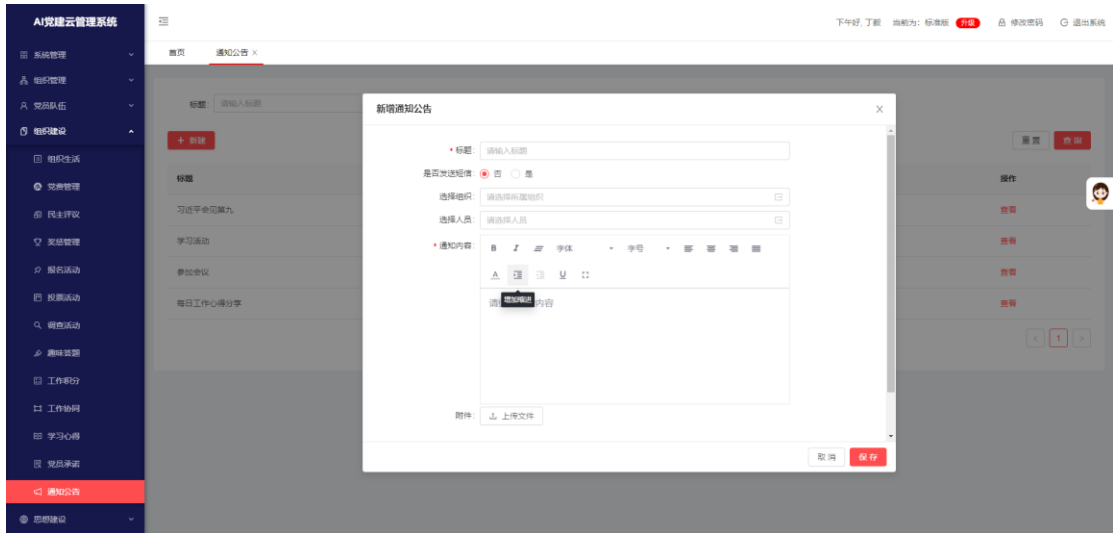 AI党建云管理系统
下午好, 丁毅 当前为: 标准版 升级 修改密码 退出系统
首页 通知公告 ×
系统管理
组织管理
党员队伍
组织建设
组织生活
党费管理
民主评议
奖惩管理
报名活动
投票活动
调查活动
趣味答题
工作积分
工作协同
学习心得
党员承诺
通知公告
思想建设
标题: 请输入标题
+ 新建
重置 查询
标题 操作
习近平会见第九 查看
学习活动 查看
参加会议 查看
每日工作心得分享 查看
< 1 >
新增通知公告 ×
* 标题: 请输入标题
是否发送短信: 否 是
选择组织: 请选择所属组织
选择人员: 请选择人员
* 通知内容: B I 字体 字号
A U
增加缩进
请 内容
附件: 上传文件
取消 保存